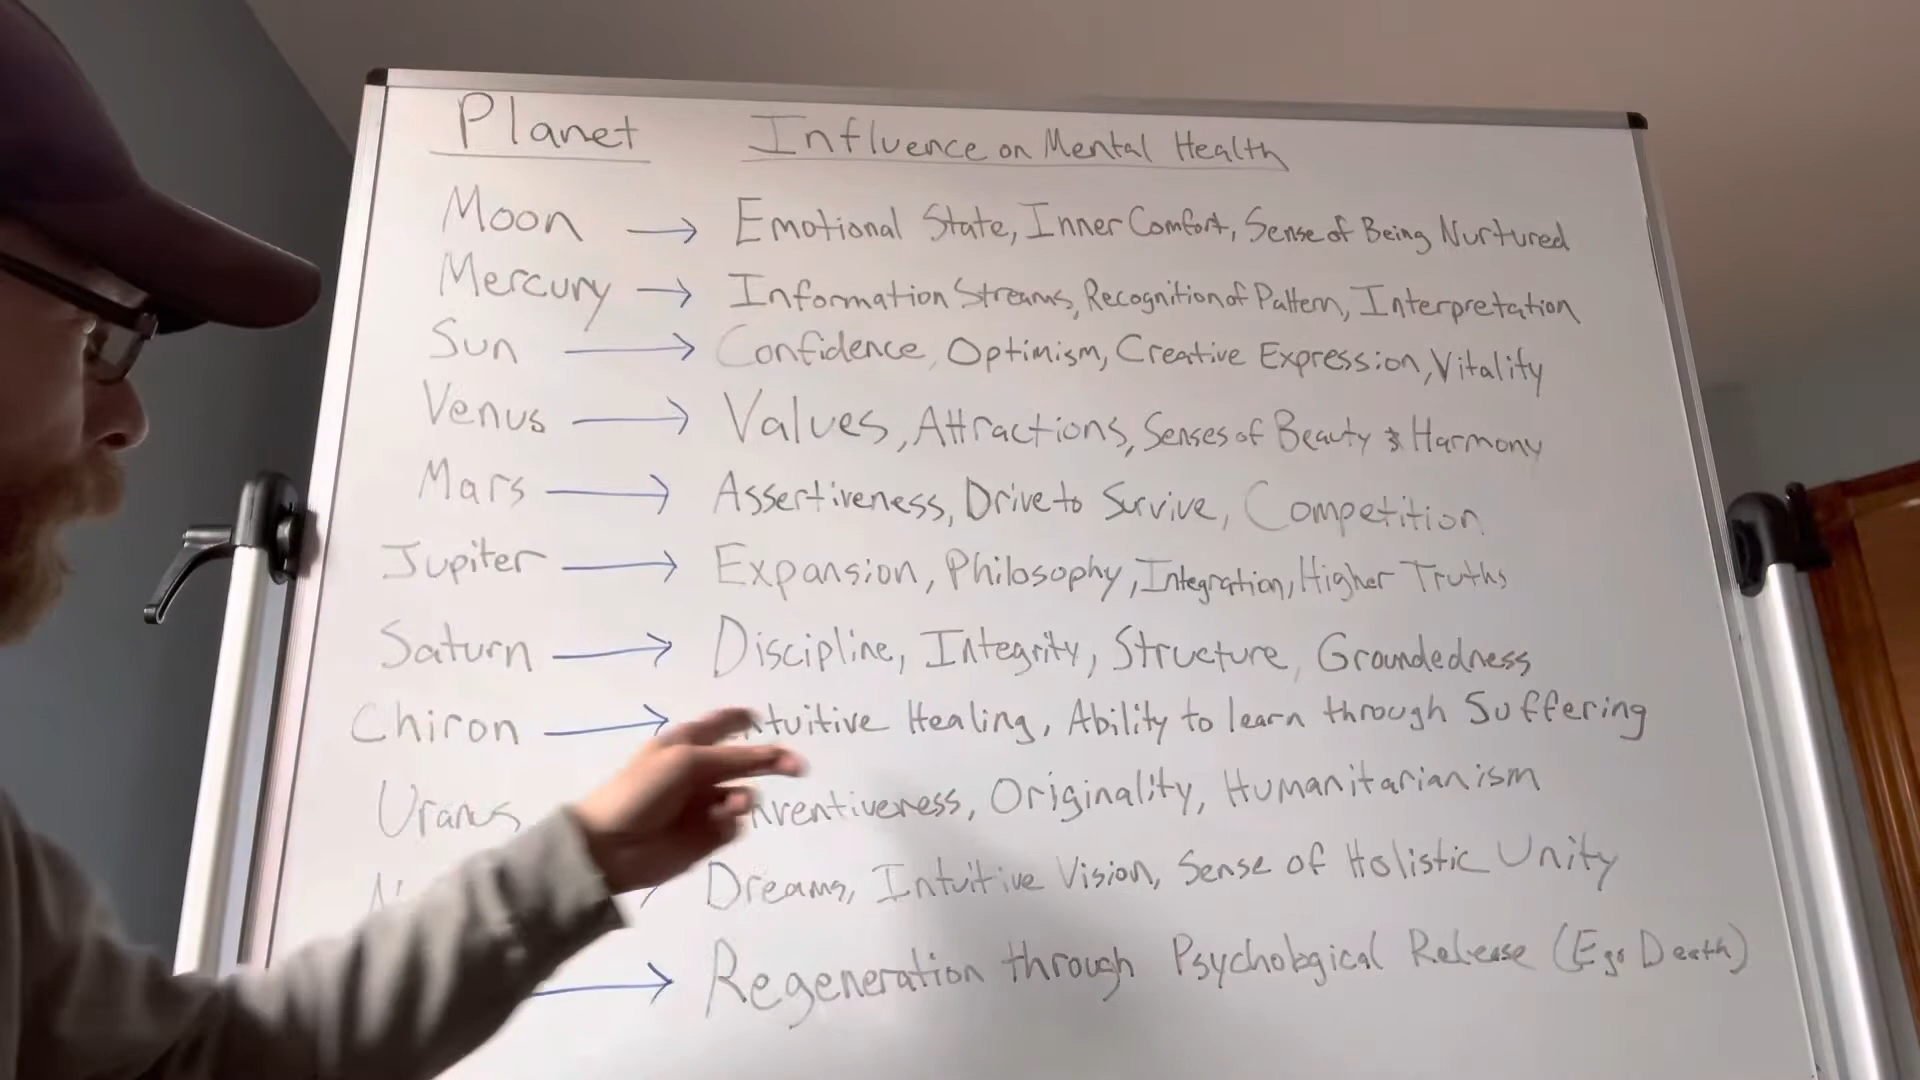 Planet Influence on Mental Health
Moon → Emotional State, Inner Comfort, Sense of Being Nurtured
Mercury → Information Streams, Recognition of Pattern, Interpretation
Sun → Confidence, Optimism, Creative Expression, Vitality
Venus → Values, Attractions, Senses of Beauty & Harmony
Mars → Assertiveness, Drive to Survive, Competition
Jupiter → Expansion, Philosophy, Integration, Higher Truths
Saturn → Discipline, Integrity, Structure, Groundedness
Chiron → Healing, Ability to learn through Suffering
Uranus Originality, Humanitarianism
Dreams, Intuitive Vision, Sense of Holistic Unity
→ Regeneration through Psychological Release (Ego Death)